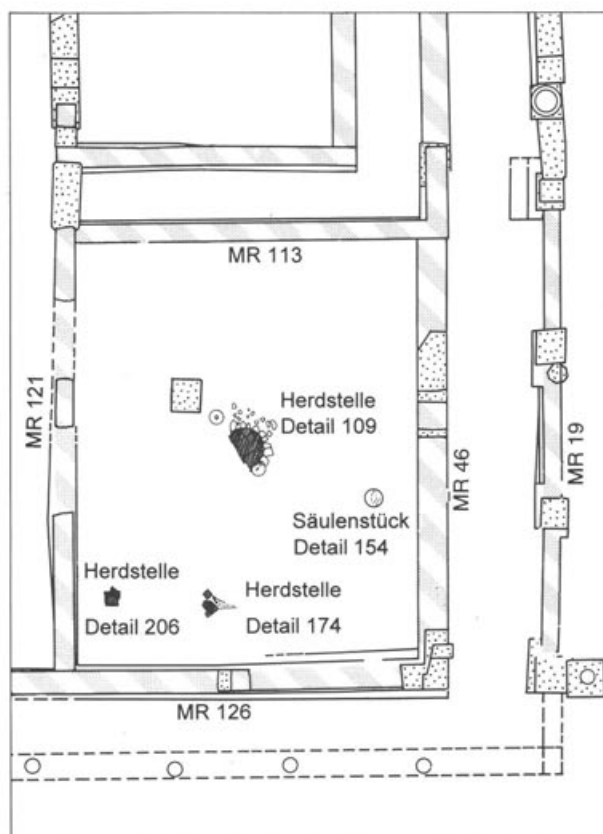 MR 113
MR 121
Herdstelle
Detail 109
MR 46
MR 19
Säulenstück
Detail 154
Herdstelle
Detail 206
Herdstelle
Detail 174
MR 126